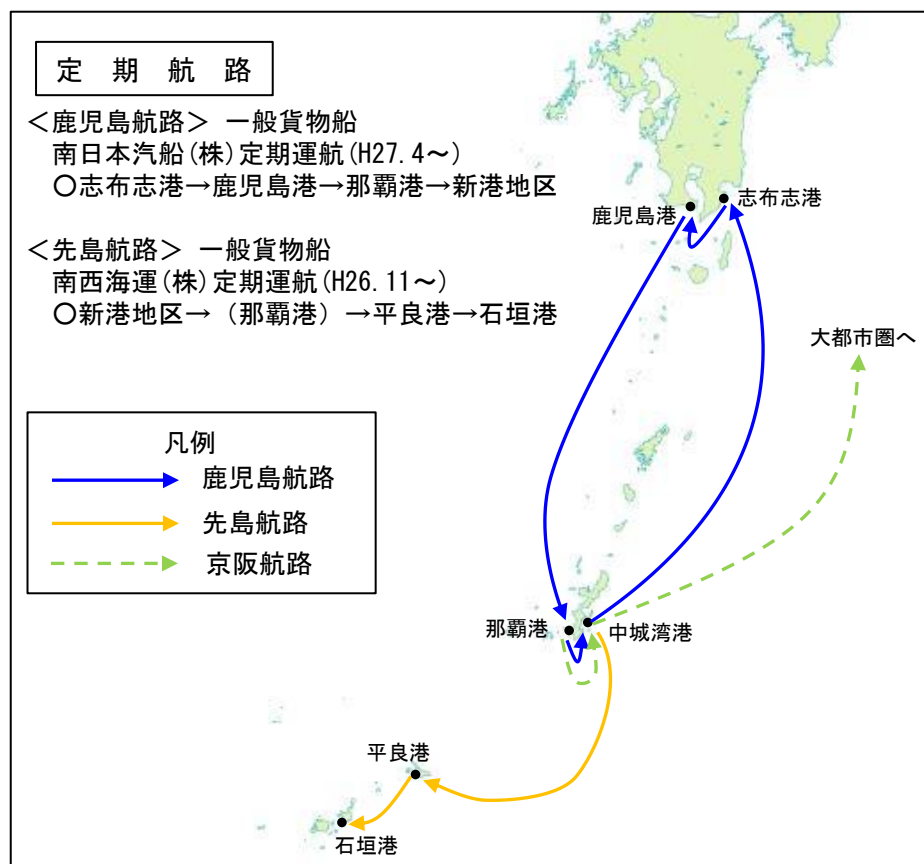 定 期 航 路
＜鹿児島航路＞ 一般貨物船
南日本汽船(株)定期運航(H27.4～)
○志布志港→鹿児島港→那覇港→新港地区
＜先島航路＞ 一般貨物船
南西海運(株)定期運航(H26.11～)
○新港地区→（那覇港）→平良港→石垣港
志布志港
鹿児島港
大都市圏へ
凡例
鹿児島航路
先島航路
京阪航路
那覇港
中城湾港
平良港
石垣港